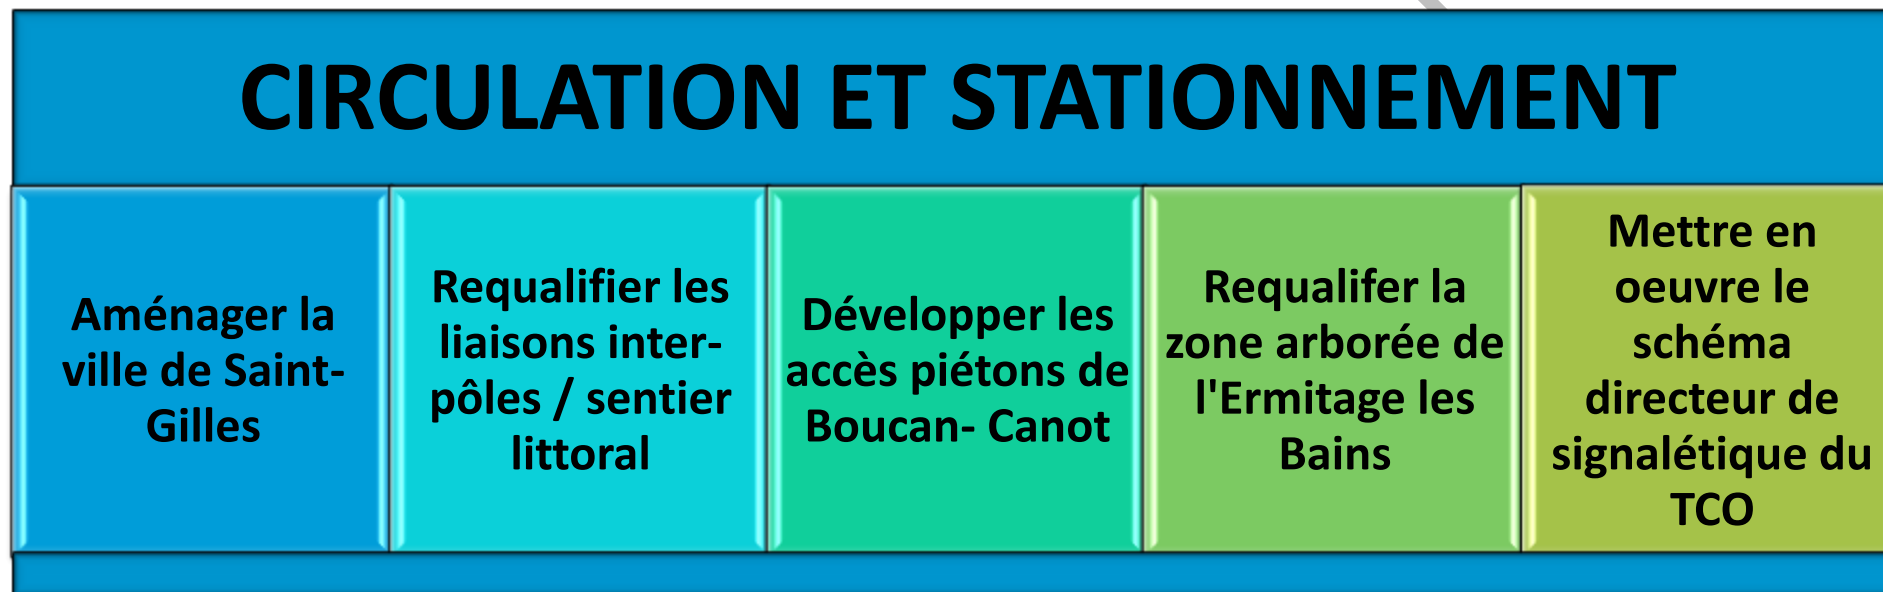 CIRCULATION ET STATIONNEMENT
Aménager la
ville de Saint-
Gilles
Requalifier les
liaisons inter-
pôles / sentier
littoral
Développer les
accès piétons de
Boucan- Canot
Requalifer la
zone arborée de
l'Ermitage les
Bains
Mettre en
oeuvre le
schéma
directeur de
signalétique du
TCO